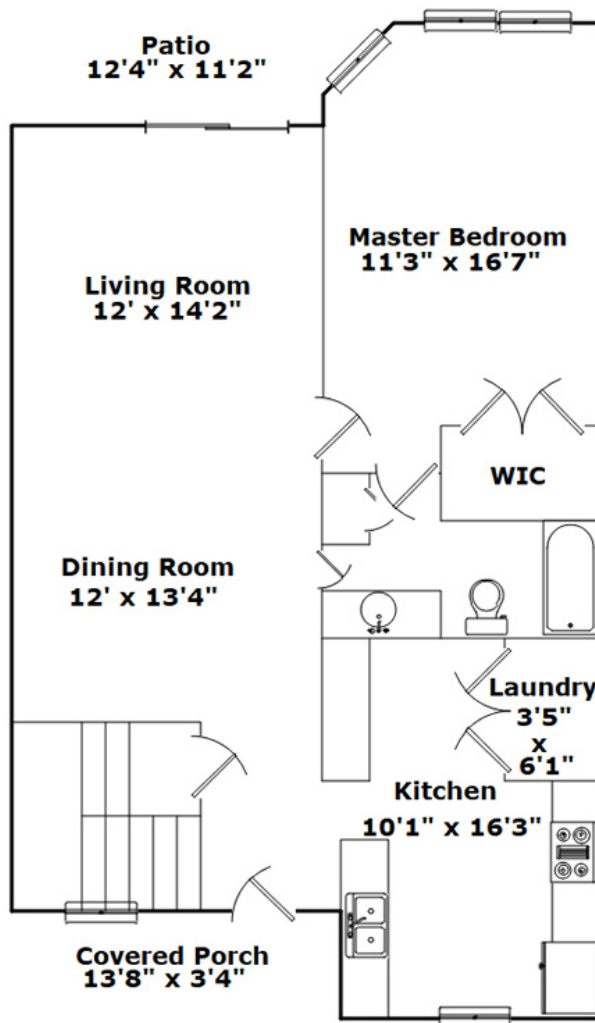 Patio
12'4" x 11'2"
Master Bedroom
11'3" x 16'7"
Living Room
12' x 14'2"
WIC
Dining Room
12' x 13'4"
Laundry
3'5"
x
6'1"
Kitchen
10'1" x 16'3"
Covered Porch
13'8" x 3'4"